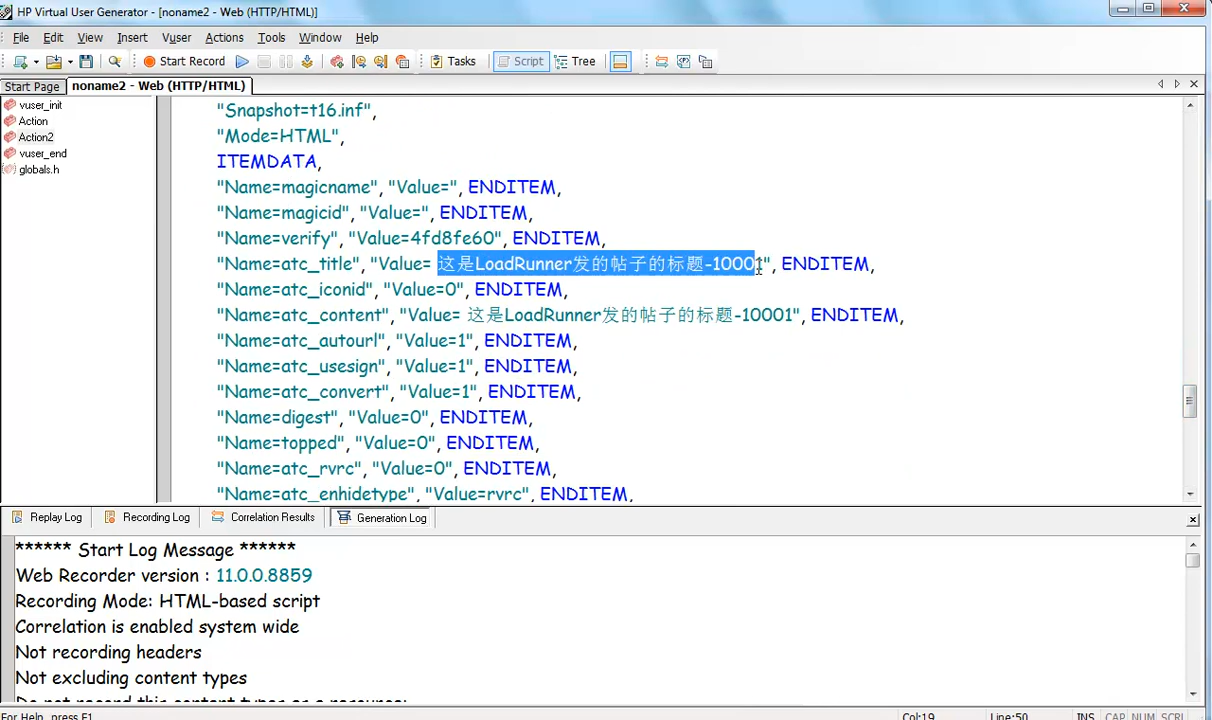 HP Virtual User Generator - [noname2 - Web (HTTP/HTML)]
File Edit View Insert Vuser Actions Tools Window Help
Start Record Tasks Script Tree
Start Page noname2 - Web (HTTP/HTML)
vuser_init
Action
Action2
vuser_end
globals.h
"Snapshot=t16.inf",
"Mode=HTML",
ITEMDATA,
"Name=magicname", "Value=", ENDITEM,
"Name=magicid", "Value=", ENDITEM,
"Name=verify", "Value=4fd8fe60", ENDITEM,
"Name=atc_title", "Value= 这是LoadRunner发的帖子的标题-10001", ENDITEM,
"Name=atc_iconid", "Value=0", ENDITEM,
"Name=atc_content", "Value= 这是LoadRunner发的帖子的标题-10001", ENDITEM,
"Name=atc_autourl", "Value=1", ENDITEM,
"Name=atc_usesign", "Value=1", ENDITEM,
"Name=atc_convert", "Value=1", ENDITEM,
"Name=digest", "Value=0", ENDITEM,
"Name=topped", "Value=0", ENDITEM,
"Name=atc_rvrc", "Value=0", ENDITEM,
"Name=atc_enhidetype", "Value=rvrc", ENDITEM,
Replay Log Recording Log Correlation Results Generation Log
****** Start Log Message ******
Web Recorder version : 11.0.0.8859
Recording Mode: HTML-based script
Correlation is enabled system wide
Not recording headers
Not excluding content types
Do not record this content types as a resource:
For Help, press F1 Col:19 Line:50 INS CAP NUM SCRL